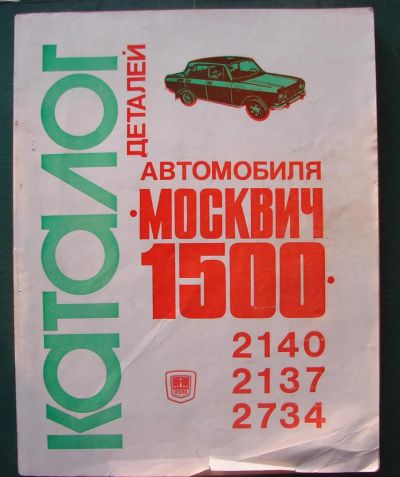 каталог
ДЕТАЛЕЙ
АВТОМОБИЛЯ
·МОСКВИЧ
1500·
2140
2137
2734